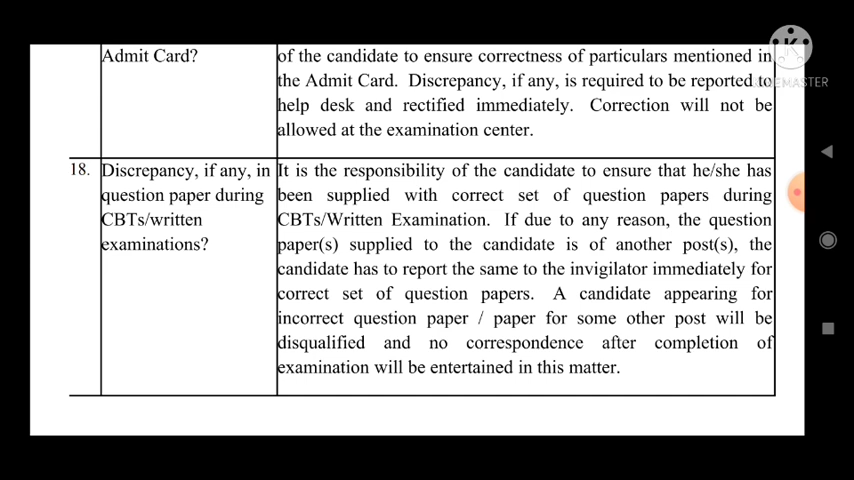 Admit Card?
of the candidate to ensure correctness of particulars mentioned in
the Admit Card. Discrepancy, if any, is required to be reported to
help desk and rectified immediately. Correction will not be
allowed at the examination center.
18.
Discrepancy, if any, in
question paper during
CBTs/written
examinations?
It is the responsibility of the candidate to ensure that he/she has
been supplied with correct set of question papers during
CBTs/Written Examination. If due to any reason, the question
paper(s) supplied to the candidate is of another post(s), the
candidate has to report the same to the invigilator immediately for
correct set of question papers. A candidate appearing for
incorrect question paper / paper for some other post will be
disqualified and no correspondence after completion of
examination will be entertained in this matter.